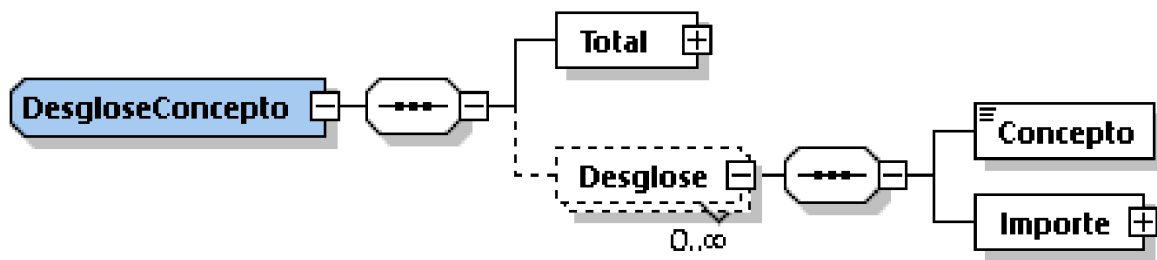 Total
DesgloseConcepto
Concepto
Desglose
Importe
0..∞